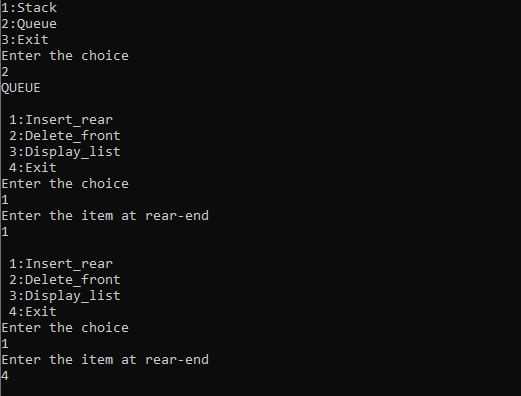 1:Stack
2:Queue
3:Exit
Enter the choice
2
QUEUE
1:Insert_rear
2:Delete_front
3:Display_list
4:Exit
Enter the choice
1
Enter the item at rear-end
1
1:Insert_rear
2:Delete_front
3:Display_list
4:Exit
Enter the choice
1
Enter the item at rear-end
4